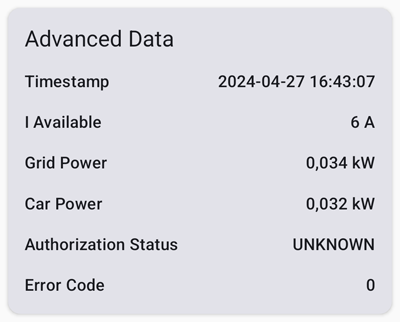 Advanced Data
Timestamp 2024-04-27 16:43:07
I Available 6 A
Grid Power 0,034 kW
Car Power 0,032 kW
Authorization Status UNKNOWN
Error Code 0